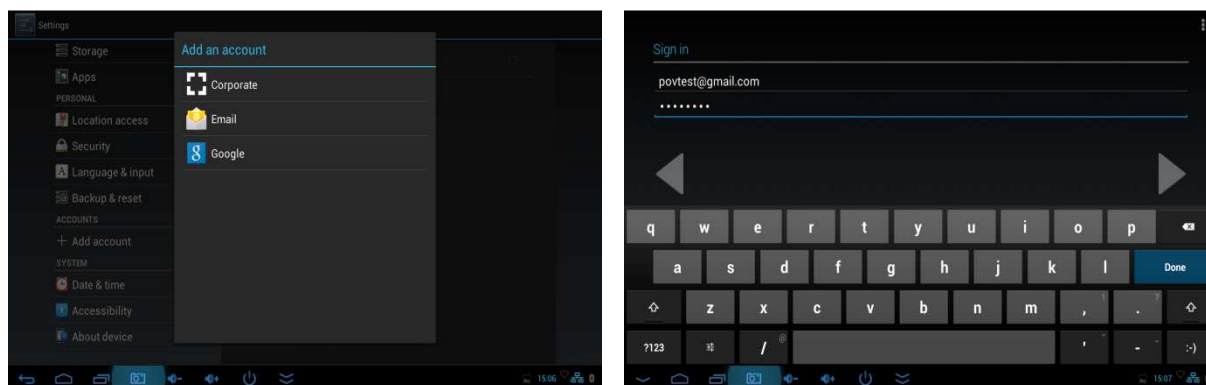 Settings
Storage
Apps
PERSONAL
Location access
Security
Language & input
Backup & reset
ACCOUNTS
+ Add account
SYSTEM
Date & time
Accessibility
About device
Add an account
Corporate
Email
Google
15:06
Sign in
povtest@gmail.com
••••••••
q w e r t y u i o p
a s d f g h j k l Done
z x c v b n m , ! . ?
?123 / @ ' " - _ :-)
15:07